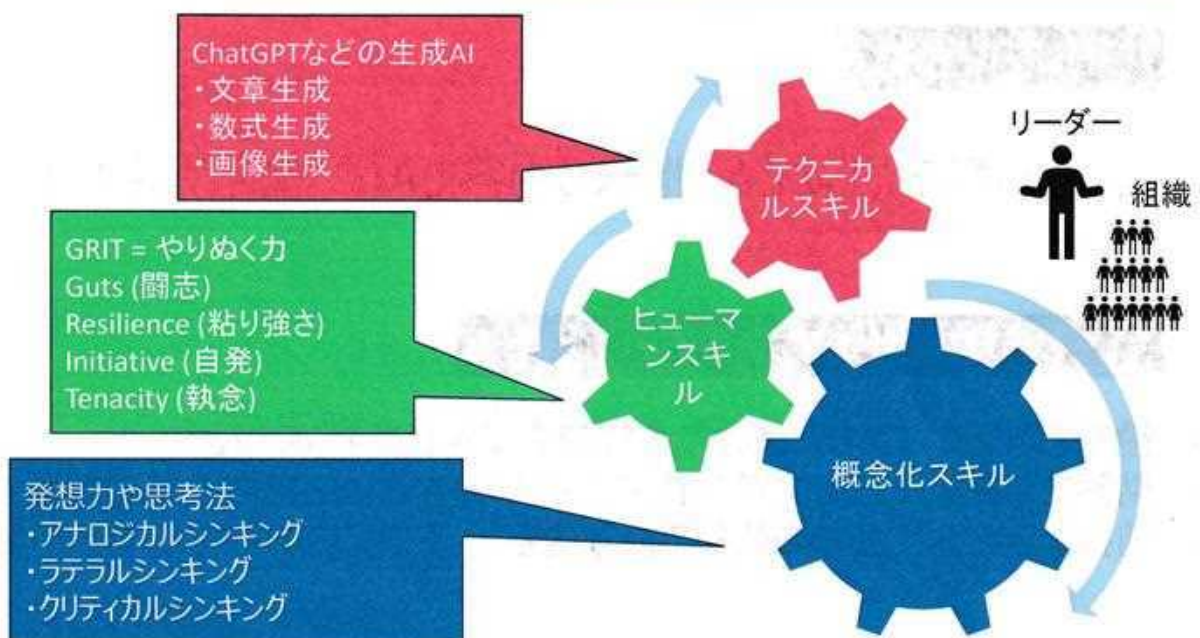 ChatGPTなどの生成AI
・文章生成
・数式生成
・画像生成
GRIT = やりぬく力
Guts (闘志)
Resilience (粘り強さ)
Initiative (自発)
Tenacity (執念)
発想力や思考法
・アナロジカルシンキング
・ラテラルシンキング
・クリティカルシンキング
テクニカ
ルスキル
ヒューマ
ンスキ
ル
概念化スキル
リーダー
組織